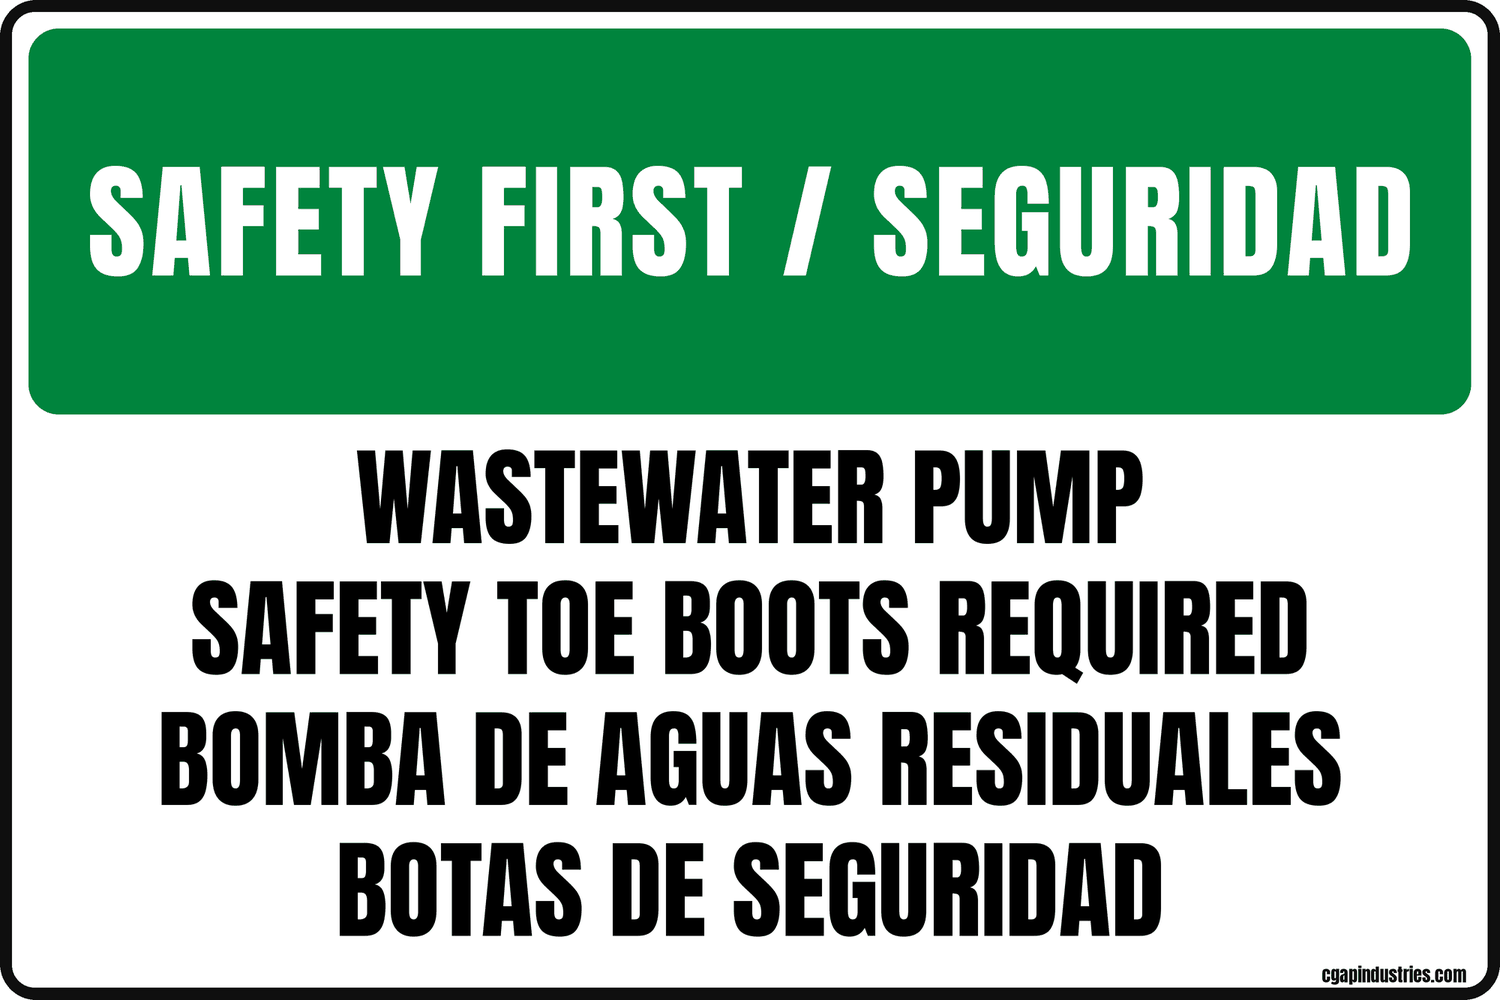 SAFETY FIRST / SEGURIDAD
WASTEWATER PUMP
SAFETY TOE BOOTS REQUIRED
BOMBA DE AGUAS RESIDUALES
BOTAS DE SEGURIDAD
cgapindustries.com